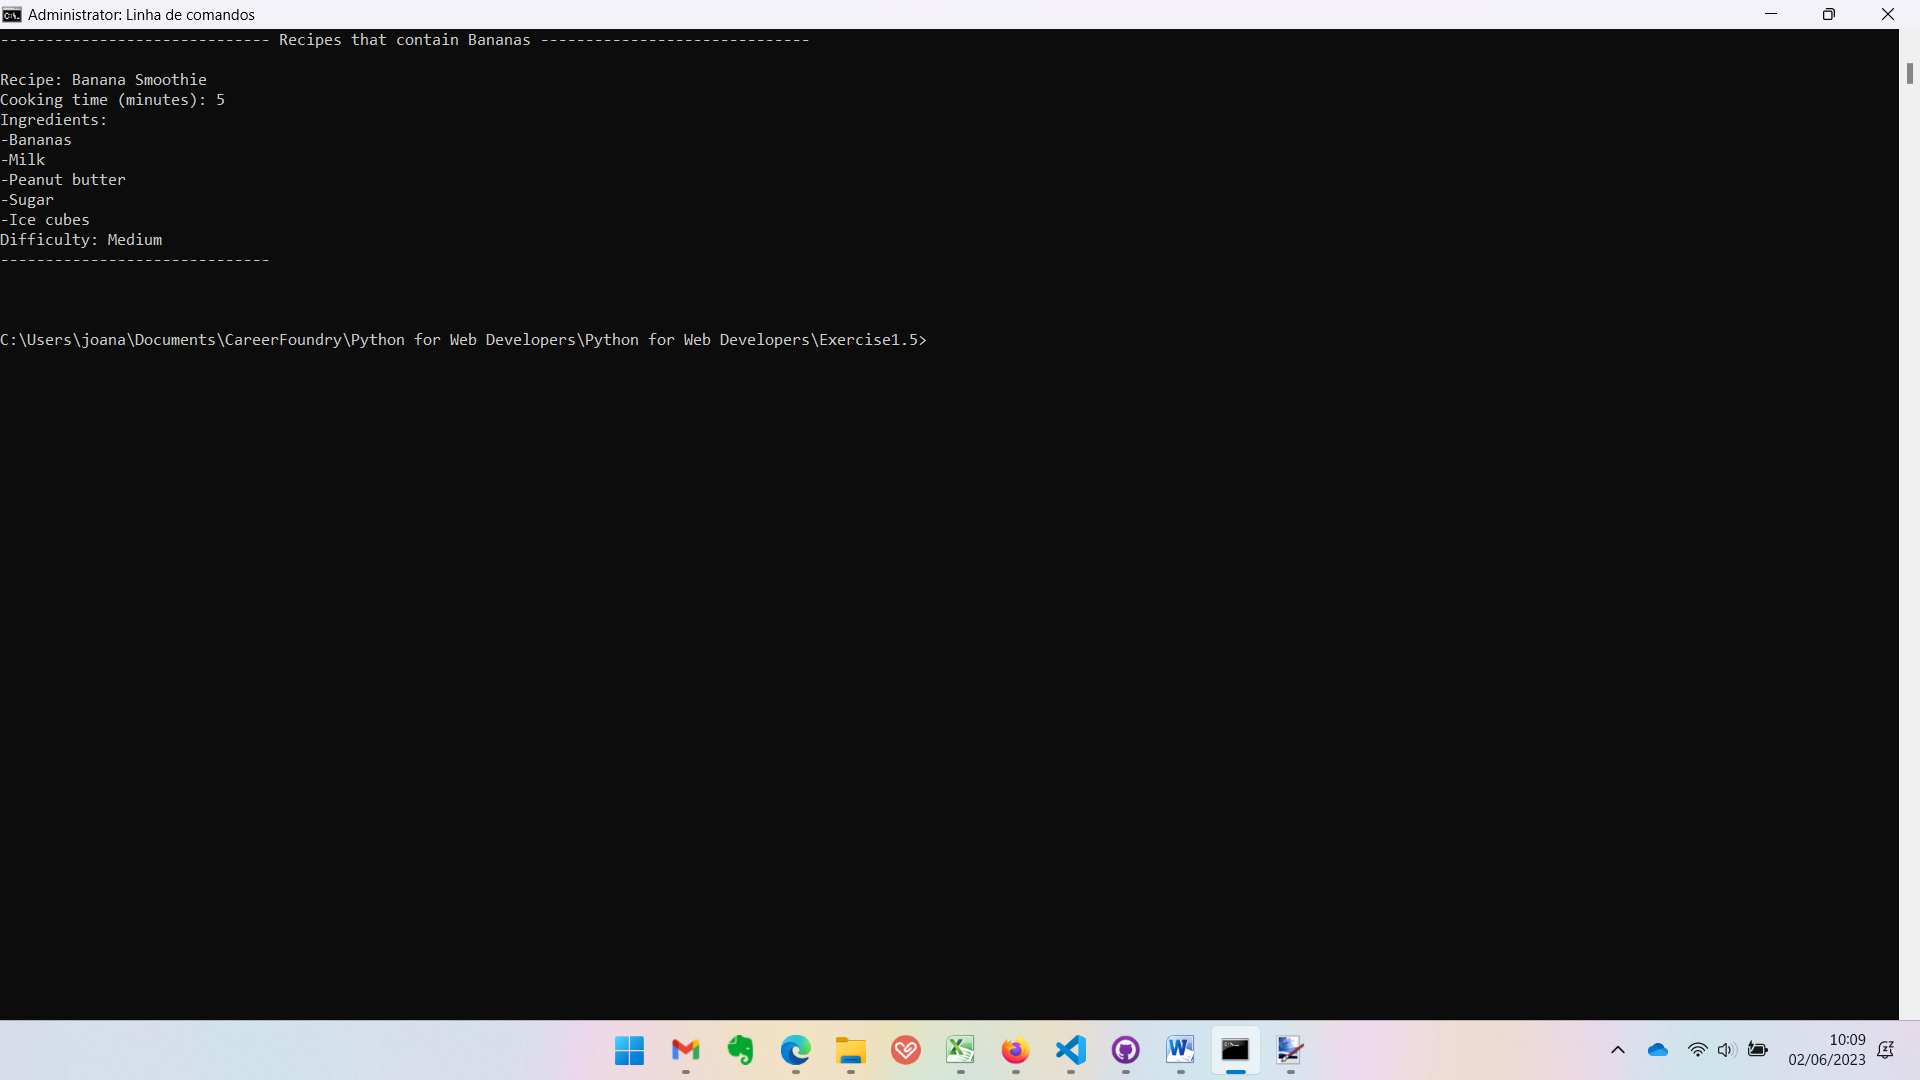 Administrator: Linha de comandos
------------------------------ Recipes that contain Bananas ------------------------------
Recipe: Banana Smoothie
Cooking time (minutes): 5
Ingredients:
-Bananas
-Milk
-Peanut butter
-Sugar
-Ice cubes
Difficulty: Medium
------------------------------
C:\Users\joana\Documents\CareerFoundry\Python for Web Developers\Python for Web Developers\Exercise1.5>
10:09
02/06/2023